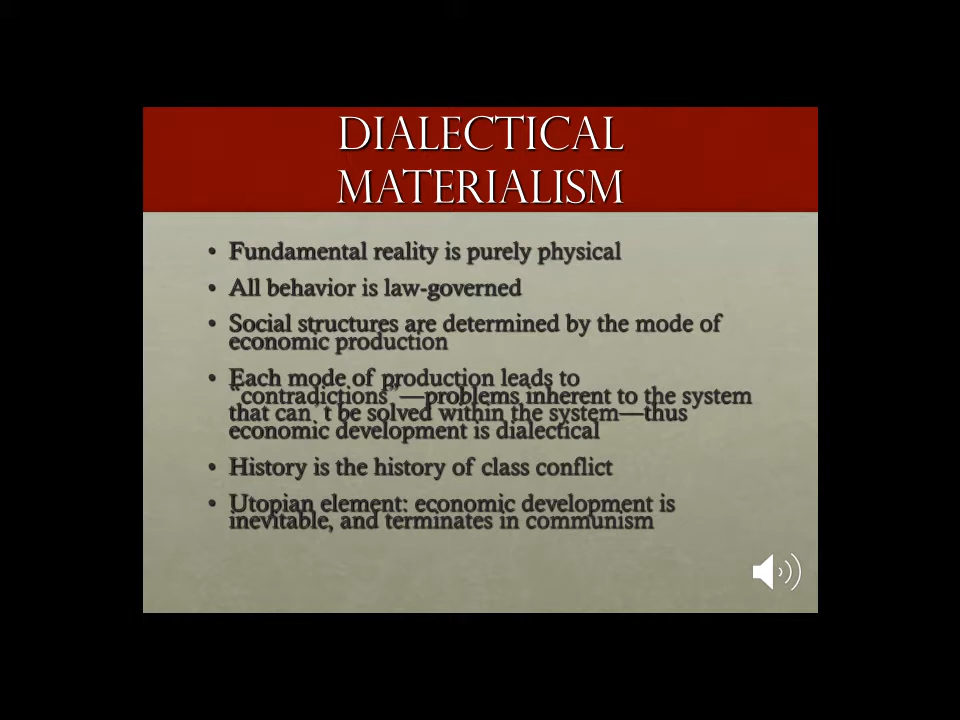 DIALECTICAL
MATERIALISM
• Fundamental reality is purely physical
• All behavior is law-governed
• Social structures are determined by the mode of
economic production
• Each mode of production leads to
“contradictions”—problems inherent to the system
that can’t be solved within the system—thus
economic development is dialectical
• History is the history of class conflict
• Utopian element: economic development is
inevitable, and terminates in communism